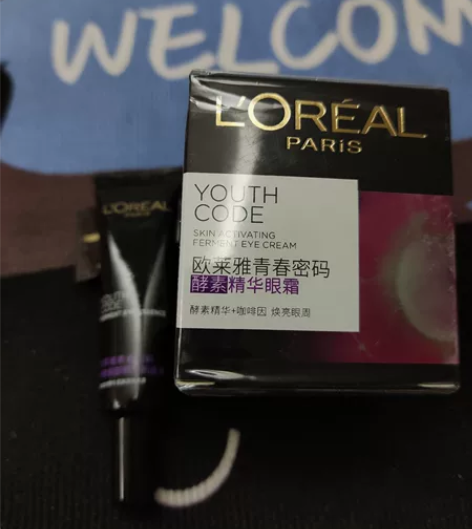 WELCOM
L'ORÉAL
PARiS
YOUTH
CODE
SKIN ACTIVATING
FERMENT EYE CREAM
欧莱雅青春密码
酵素精华眼霜
酵素精华+咖啡因 焕亮眼周
L'ORÉAL
PARiS